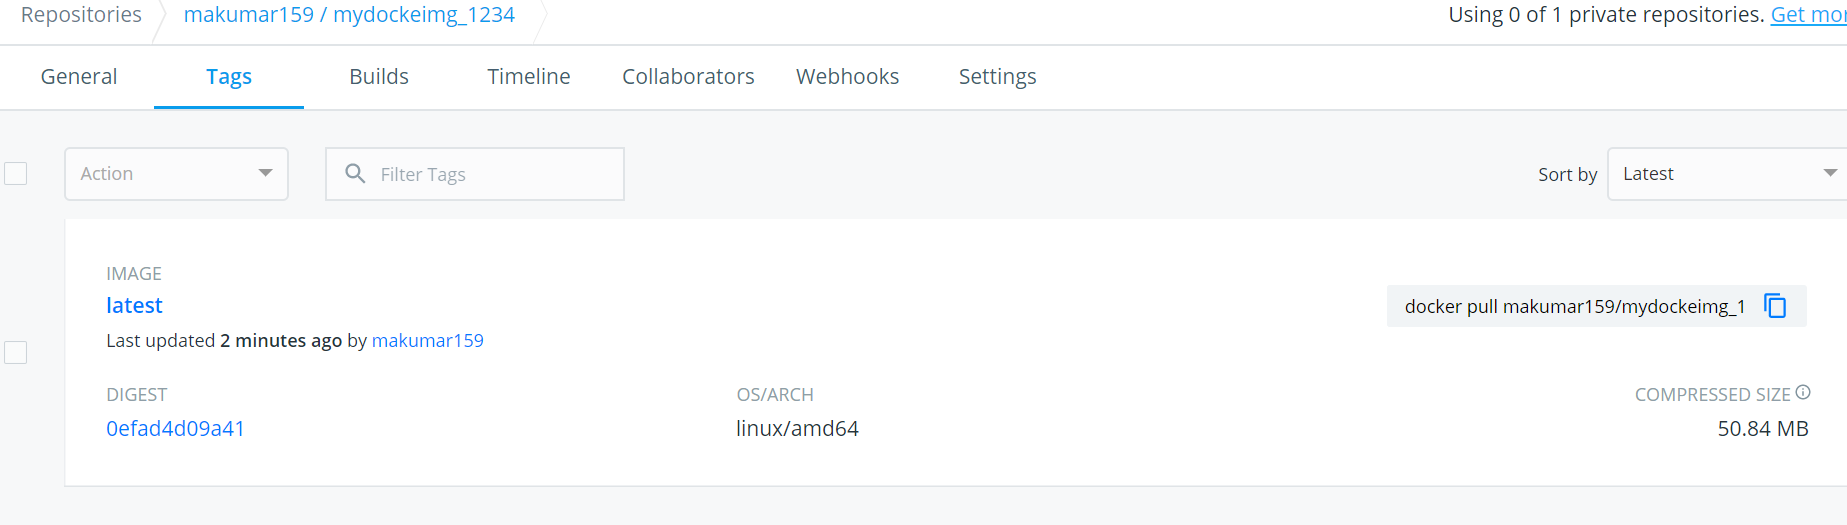 Repositories makumar159 / mydockeimg_1234 Using 0 of 1 private repositories. Get mor
General Tags Builds Timeline Collaborators Webhooks Settings
Action Filter Tags Sort by Latest
IMAGE
latest docker pull makumar159/mydockeimg_1
Last updated 2 minutes ago by makumar159
DIGEST OS/ARCH COMPRESSED SIZE
0efad4d09a41 linux/amd64 50.84 MB